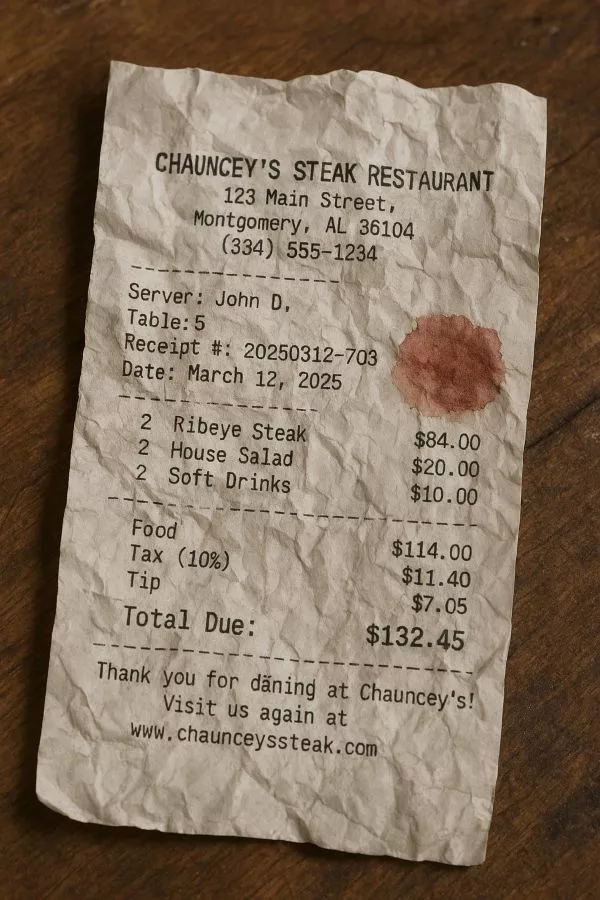 CHAUNCEY'S STEAK RESTAURANT
123 Main Street,
Montgomery, AL 36104
(334) 555-1234
Server: John D,
Table:5
Receipt #: 20250312-703
Date: March 12, 2025
2 Ribeye Steak $84.00
2 House Salad $20.00
2 Soft Drinks $10.00
Food $114.00
Tax (10%) $11.40
Tip $7.05
Total Due: $132.45
Thank you for däning at Chauncey's!
Visit us again at
www.chaunceyssteak.com